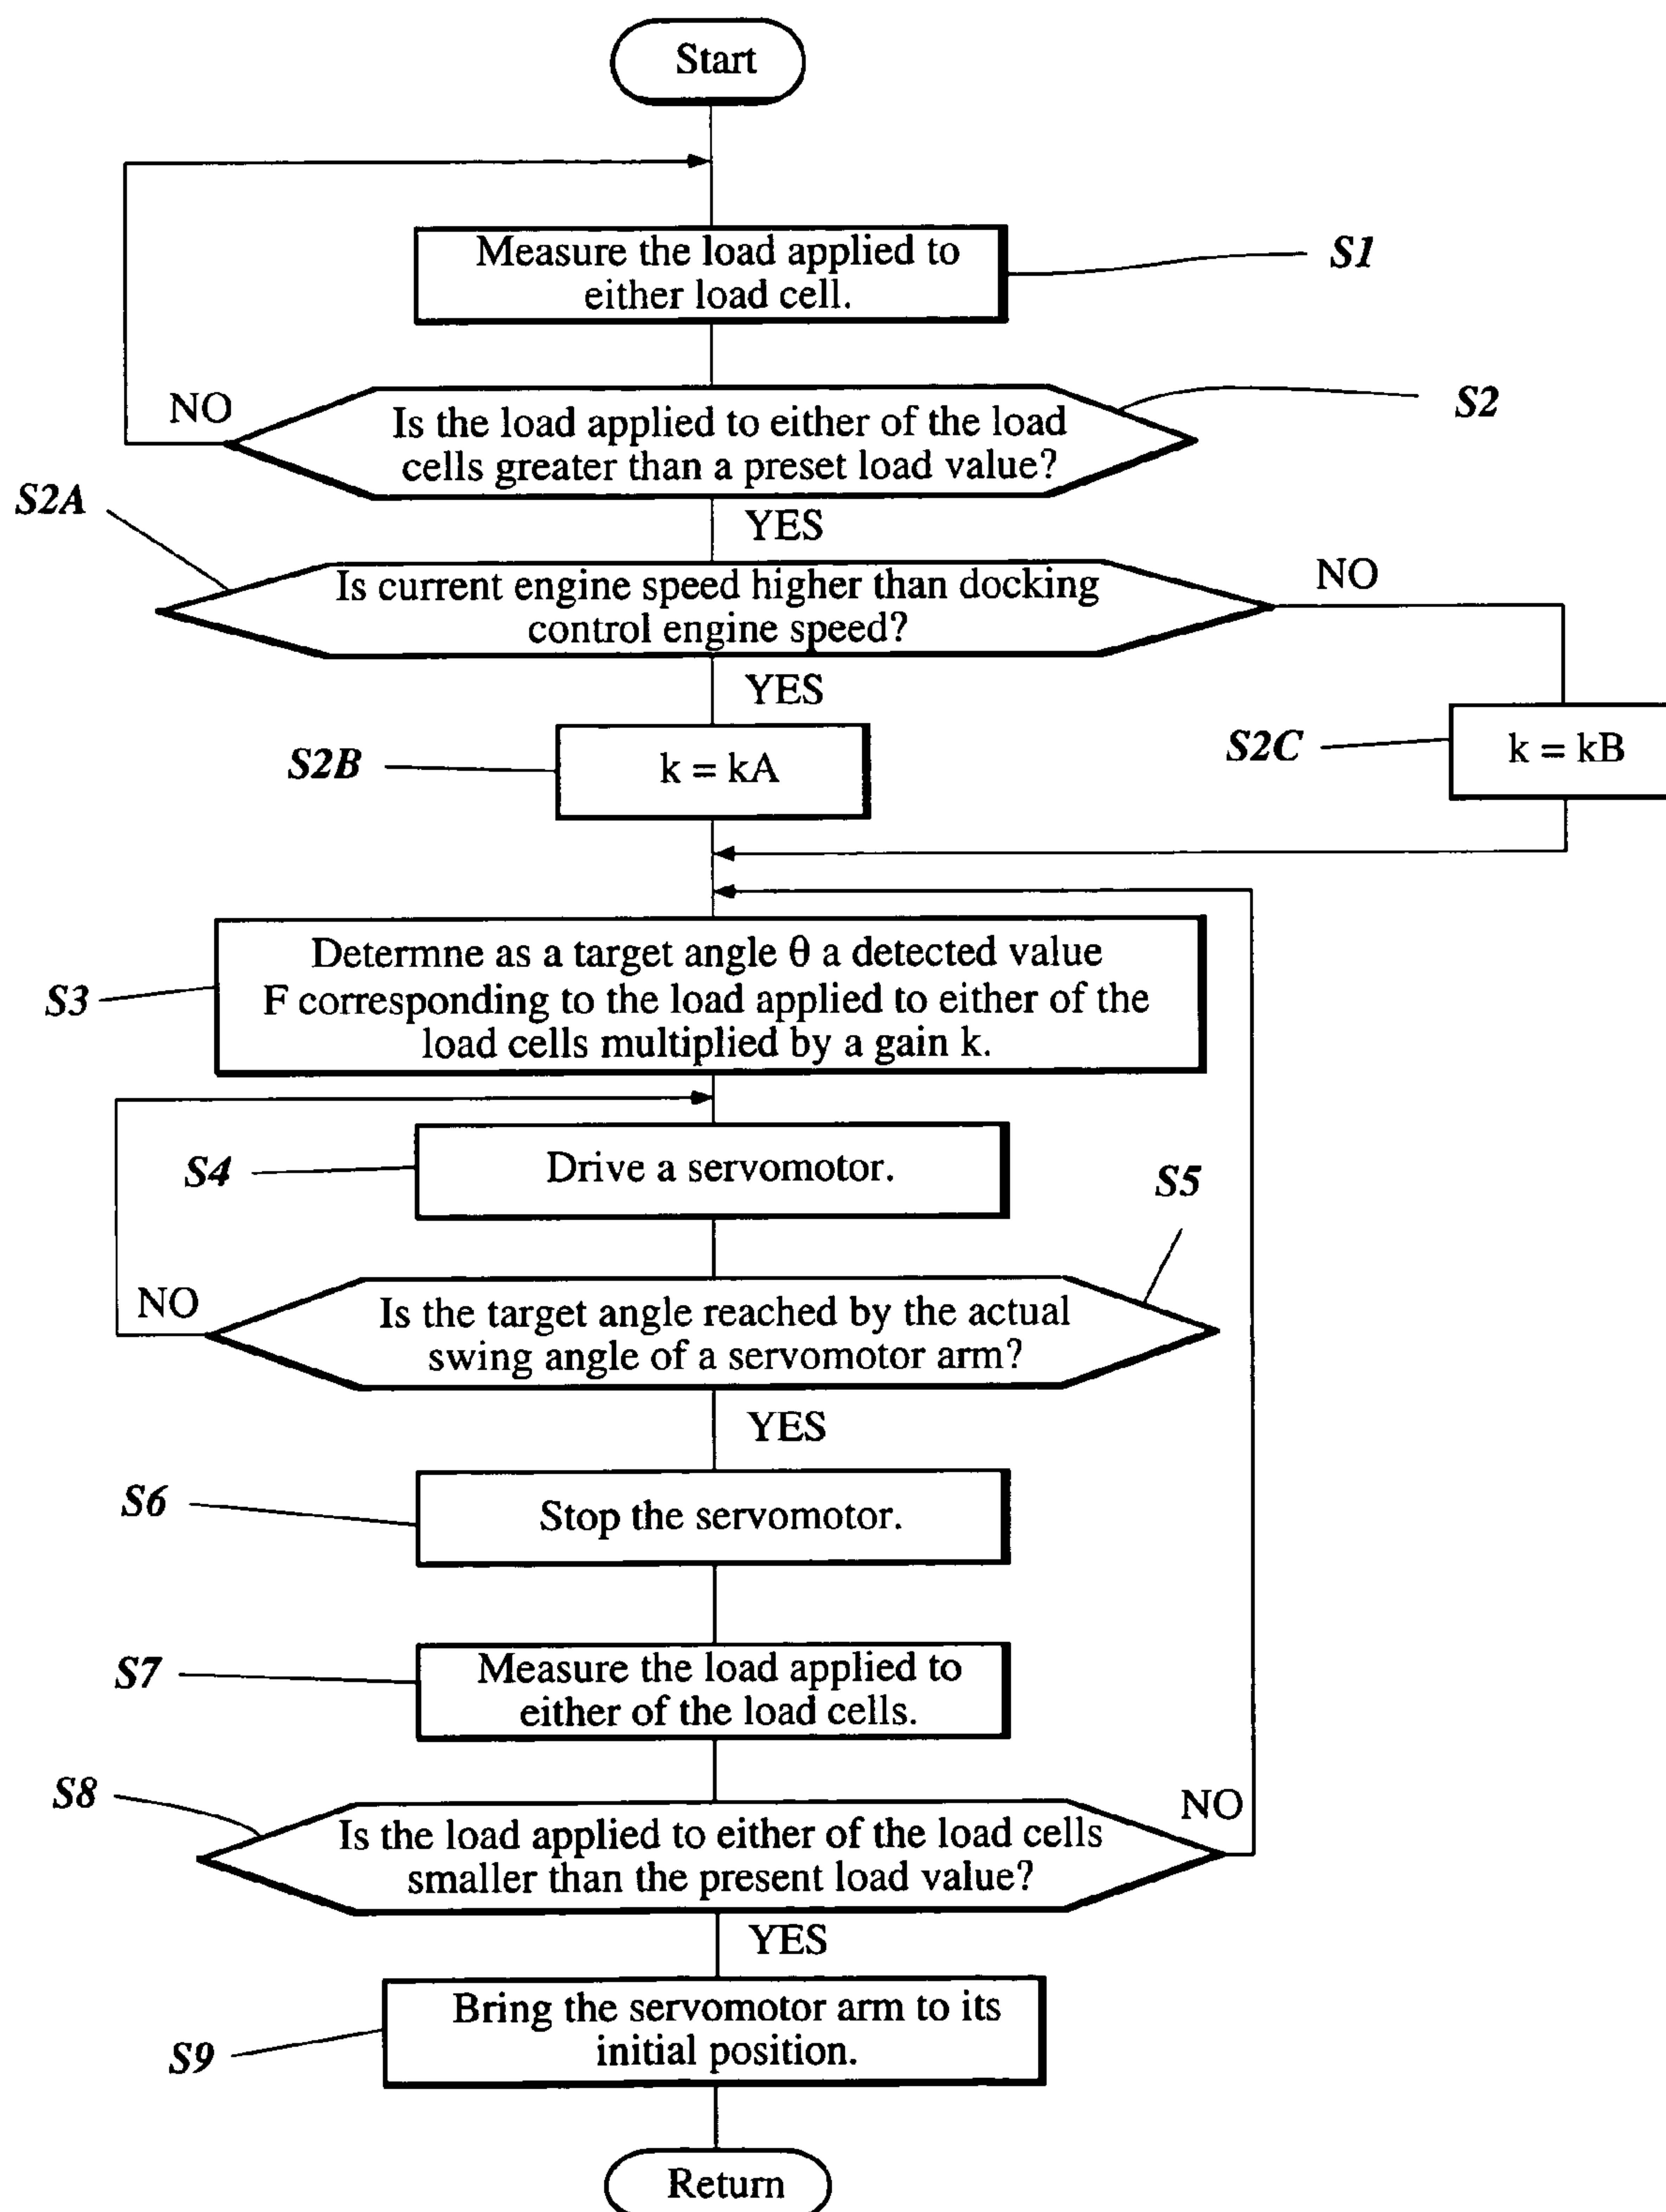 Start
Measure the load applied to
either load cell.
S1
NO
Is the load applied to either of the load
cells greater than a preset load value?
S2
YES
S2A
Is current engine speed higher than docking
control engine speed?
NO
YES
S2B
k = kA
S2C
k = kB
S3
Determne as a target angle θ a detected value
F corresponding to the load applied to either of the
load cells multiplied by a gain k.
S4
Drive a servomotor.
S5
NO
Is the target angle reached by the actual
swing angle of a servomotor arm?
YES
S6
Stop the servomotor.
S7
Measure the load applied to
either of the load cells.
S8
NO
Is the load applied to either of the load cells
smaller than the present load value?
YES
S9
Bring the servomotor arm to its
initial position.
Return